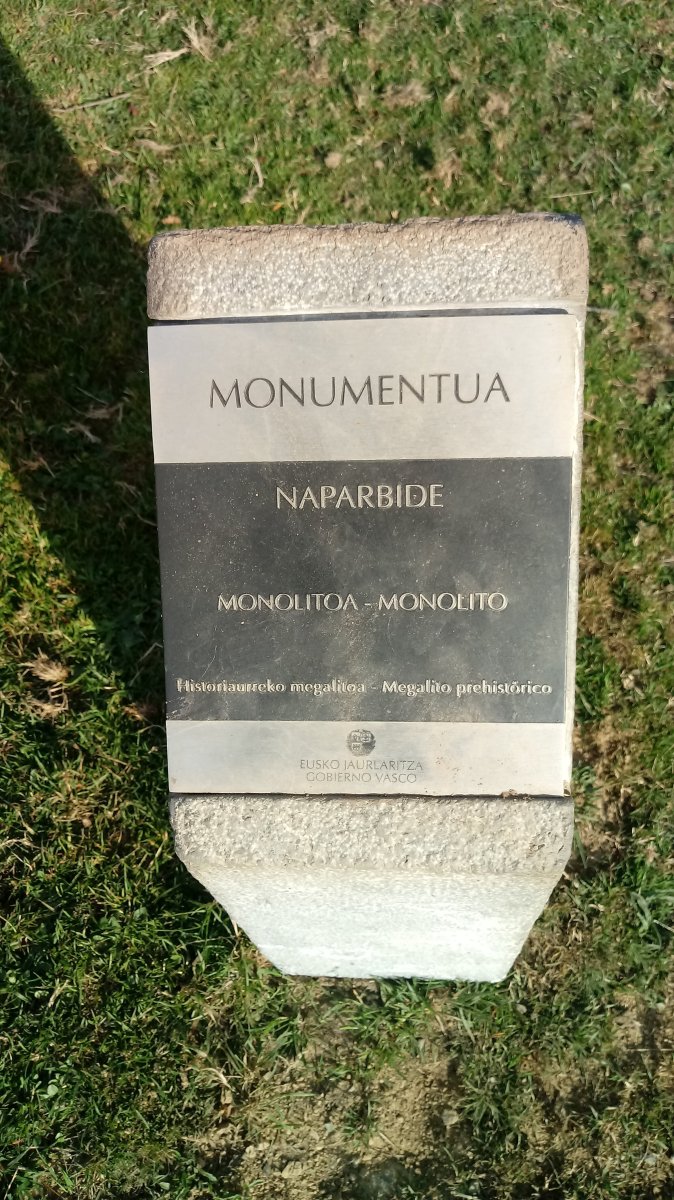 MONUMENTUA
NAPARBIDE
MONOLITOA - MONOLITO
Historiaurreko megalitoa - Megalito prehistórico
EUSKO JAURLARITZA
GOBIERNO VASCO